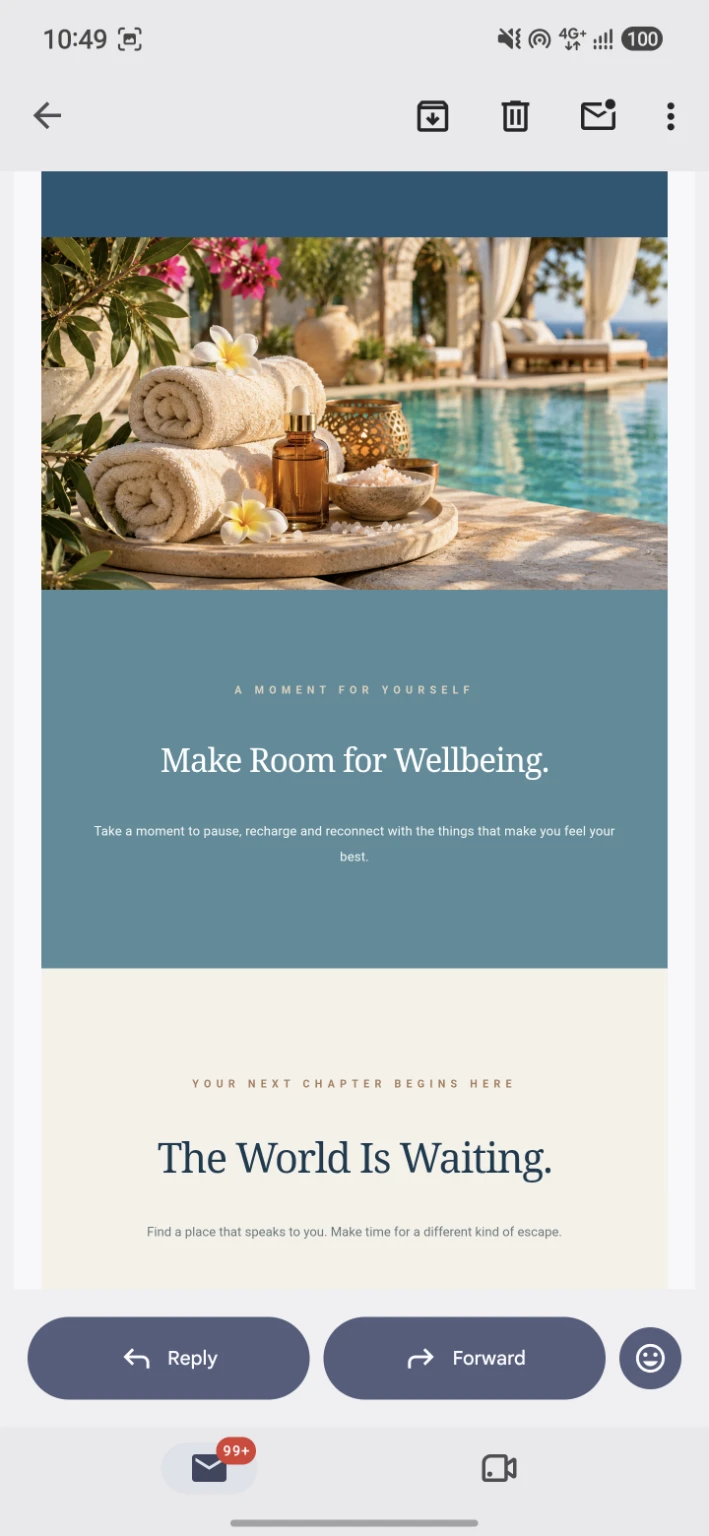 10:49
4G+
100
A MOMENT FOR YOURSELF
Make Room for Wellbeing.
Take a moment to pause, recharge and reconnect with the things that make you feel your
best.
YOUR NEXT CHAPTER BEGINS HERE
The World Is Waiting.
Find a place that speaks to you. Make time for a different kind of escape.
Reply
Forward
99+